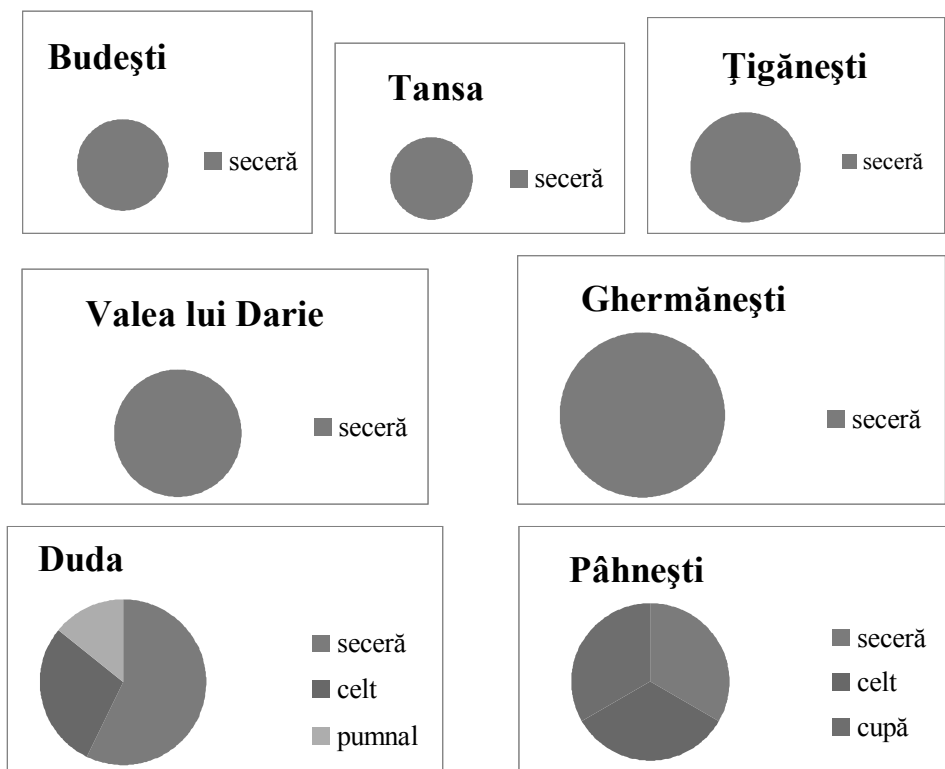 Budeşti
seceră
Tansa
seceră
Ţigăneşti
seceră
Valea lui Darie
seceră
Ghermăneşti
seceră
Duda
seceră
celt
pumnal
Pâhneşti
seceră
celt
cupă